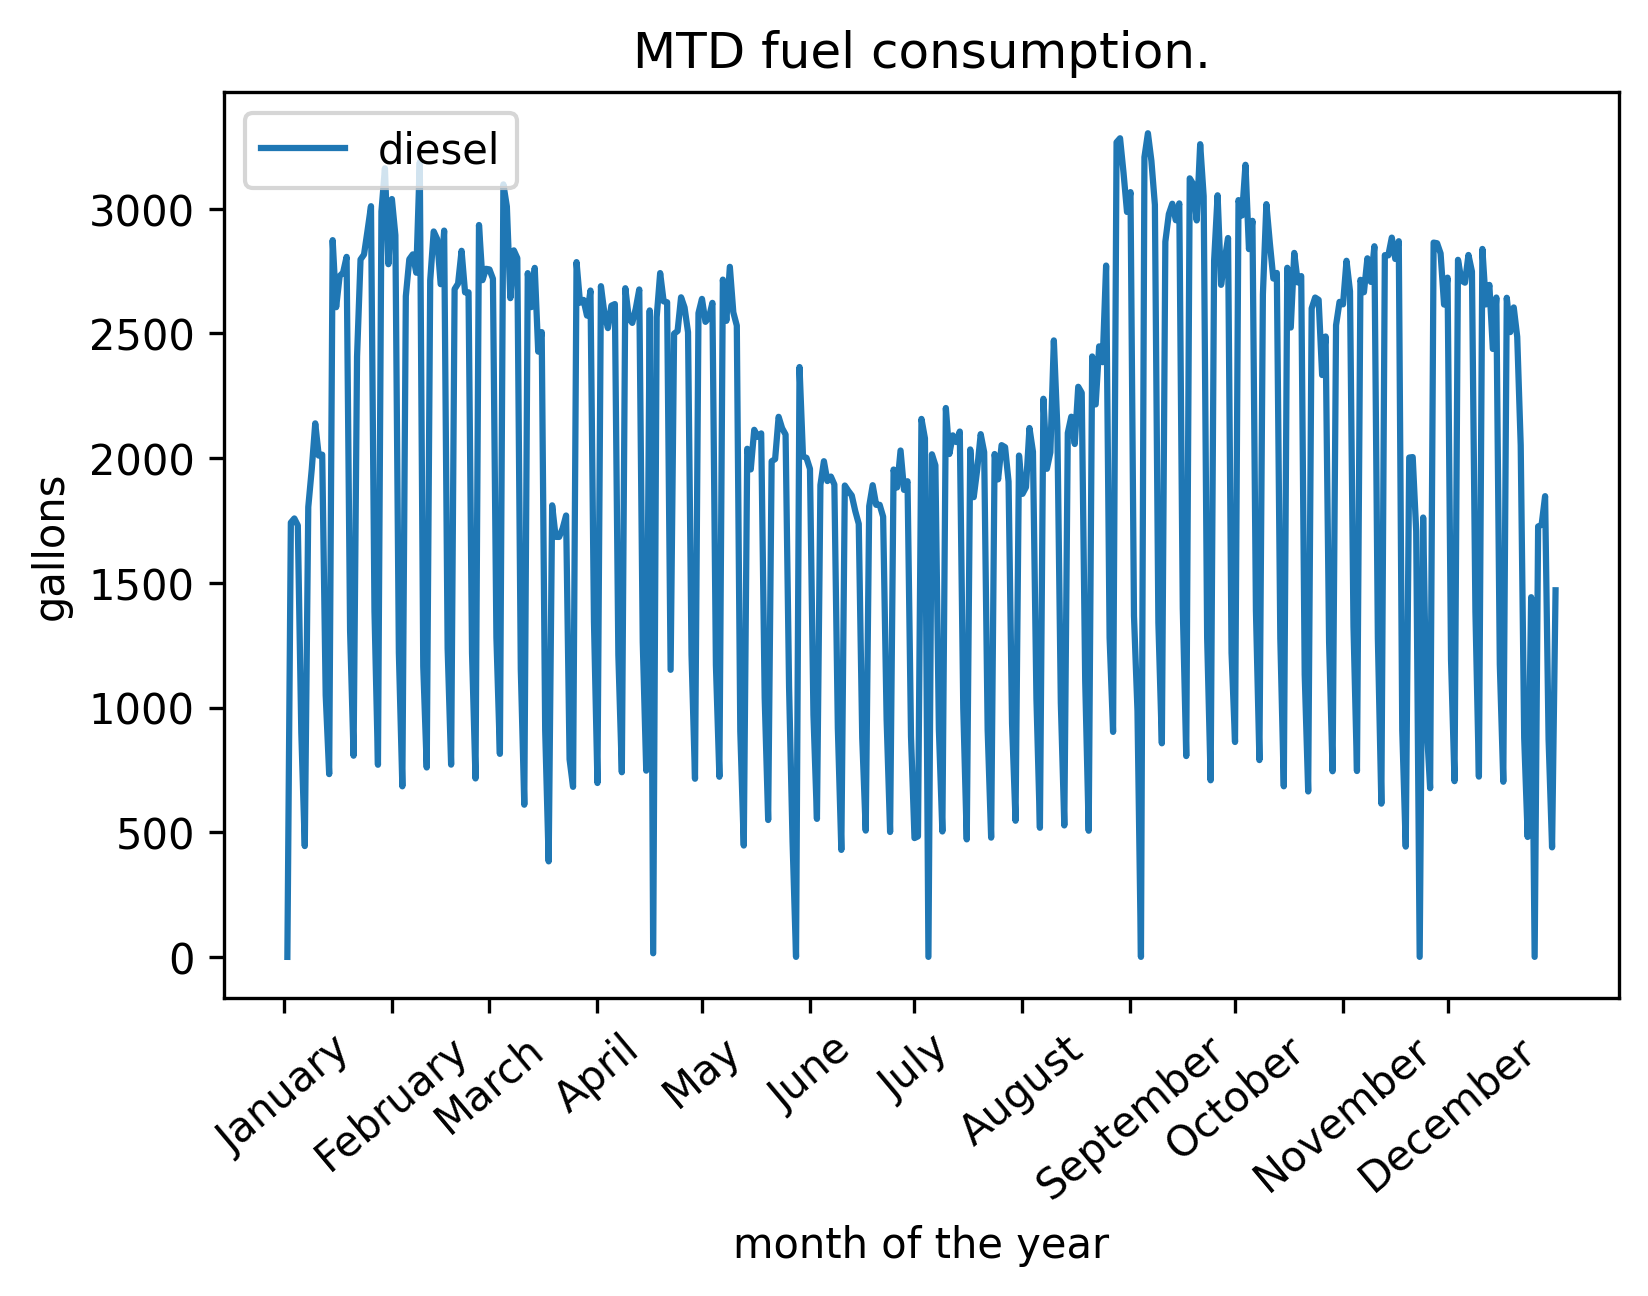 MTD fuel consumption.
diesel
3000
2500
2000
1500
1000
500
0
gallons
January
February
March
April
May
June
July
August
September
October
November
December
month of the year